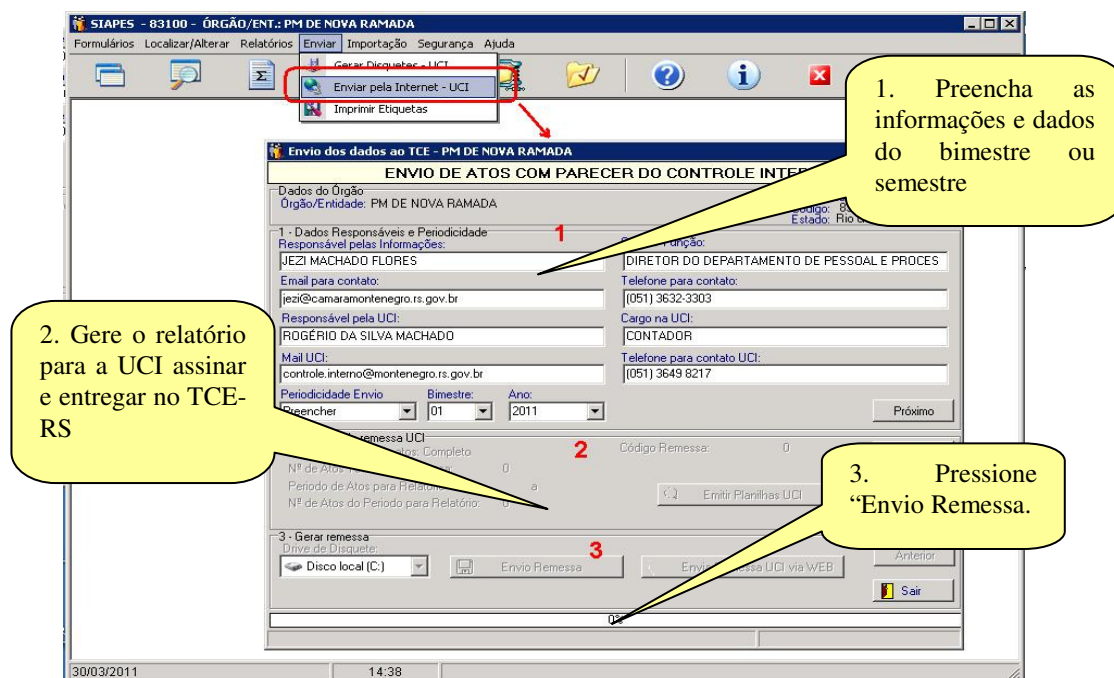 SIAPES - 83100 - ÓRGÃO/ENT.: PM DE NOVA RAMADA
Formulários Localizar/Alterar Relatórios Enviar Importação Segurança Ajuda
Gerar Disquetes - UCI
Enviar pela Internet - UCI
Imprimir Etiquetas
1. Preencha as
informações e dados
do bimestre ou
semestre
Envio dos dados ao TCE - PM DE NOVA RAMADA
ENVIO DE ATOS COM PARECER DO CONTROLE
Dados do Órgão
Órgão/Entidade: PM DE NOVA RAMADA
Código:
Estado: Rio
1 - Dados Responsáveis e Periodicidade
1
Responsável pelas Informações:
Função:
JEZI MACHADO FLORES
DIRETOR DO DEPARTAMENTO DE PESSOAL E PROCES
Email para contato:
Telefone para contato:
jezi@camaramontenegro.rs.gov.br
(051) 3632-3303
Responsável pela UCI:
Cargo na UCI:
ROGÉRIO DA SILVA MACHADO
CONTADOR
Mail UCI:
Telefone para contato UCI:
controle.interno@montenegro.rs.gov.br
(051) 3649 8217
Periodicidade Envio Bimestre: Ano:
Preencher 01 2011
Próximo
2. Gere o relatório
para a UCI assinar
e entregar no TCE-
RS
remessa UCI
atos: Completo
2
Código Remessa: 0
Nº de Atos 0
Periodo de Atos para a
Nº de Atos do Periodo para Relatório:
Emitir Planilhas UCI
3. Pressione
“Envio Remessa.
3 - Gerar remessa
Drive de Disquete:
3
Disco local (C:)
Envio Remessa
UCI via WEB
Anterior
Sair
0%
30/03/2011 14:38